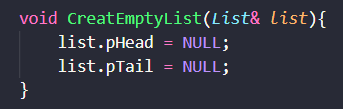 void CreatEmptyList(List& list){
    list.pHead = NULL;
    list.pTail = NULL;
}